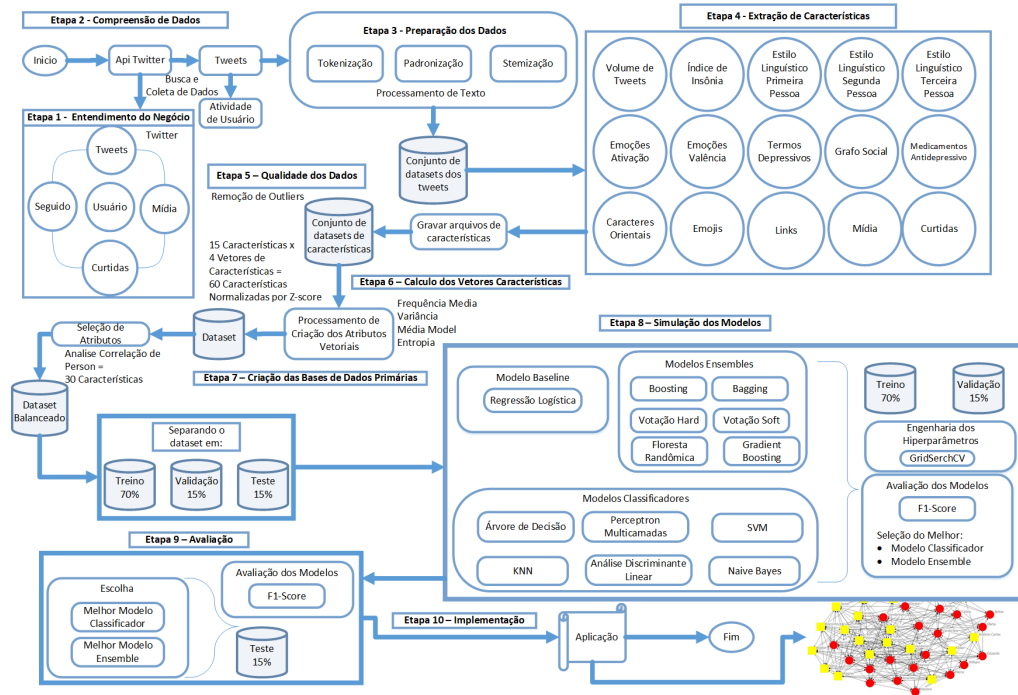 Etapa 2 - Compreensão de Dados
Inicio
Api Twitter
Tweets
Busca e
Coleta de Dados
Atividade
de Usuário
Etapa 1 - Entendimento do Negócio
Twitter
Tweets
Seguido
Usuário
Mídia
Curtidas
Etapa 3 - Preparação dos Dados
Tokenização
Padronização
Stemização
Processamento de Texto
Conjunto de
datasets dos
tweets
Etapa 4 - Extração de Características
Volume de
Tweets
Índice de
Insônia
Estilo
Linguístico
Primeira
Pessoa
Estilo
Linguístico
Segunda
Pessoa
Estilo
Linguístico
Terceira
Pessoa
Emoções
Ativação
Emoções
Valência
Termos
Depressivos
Grafo Social
Medicamentos
Antidepressivo
Caracteres
Orientais
Emojis
Links
Mídia
Curtidas
Etapa 5 – Qualidade dos Dados
Remoção de Outliers
Conjunto de
datasets de
características
Gravar arquivos de
características
15 Características x
4 Vetores de
Características =
60 Características
Normalizadas por Z-score
Etapa 6 – Calculo dos Vetores Características
Processamento de
Criação dos Atributos
Vetoriais
Frequência Media
Variância
Média Model
Entropia
Dataset
Seleção de
Atributos
Analise Correlação de
Person =
30 Características
Dataset
Balanceado
Etapa 7 – Criação das Bases de Dados Primárias
Separando o
dataset em:
Treino
70%
Validação
15%
Teste
15%
Etapa 8 – Simulação dos Modelos
Modelo Baseline
Regressão Logística
Modelos Ensembles
Boosting
Bagging
Votação Hard
Votação Soft
Floresta
Randômica
Gradient
Boosting
Modelos Classificadores
Árvore de Decisão
Perceptron
Multicamadas
SVM
KNN
Análise Discriminante
Linear
Naive Bayes
Treino
70%
Validação
15%
Engenharia dos
Hiperparâmetros
GridSerchCV
Avaliação dos Modelos
F1-Score
Seleção do Melhor:
• Modelo Classificador
• Modelo Ensemble
Etapa 9 – Avaliação
Escolha
Melhor Modelo
Classificador
Melhor Modelo
Ensemble
Avaliação dos Modelos
F1-Score
Teste
15%
Etapa 10 – Implementação
Aplicação
Fim